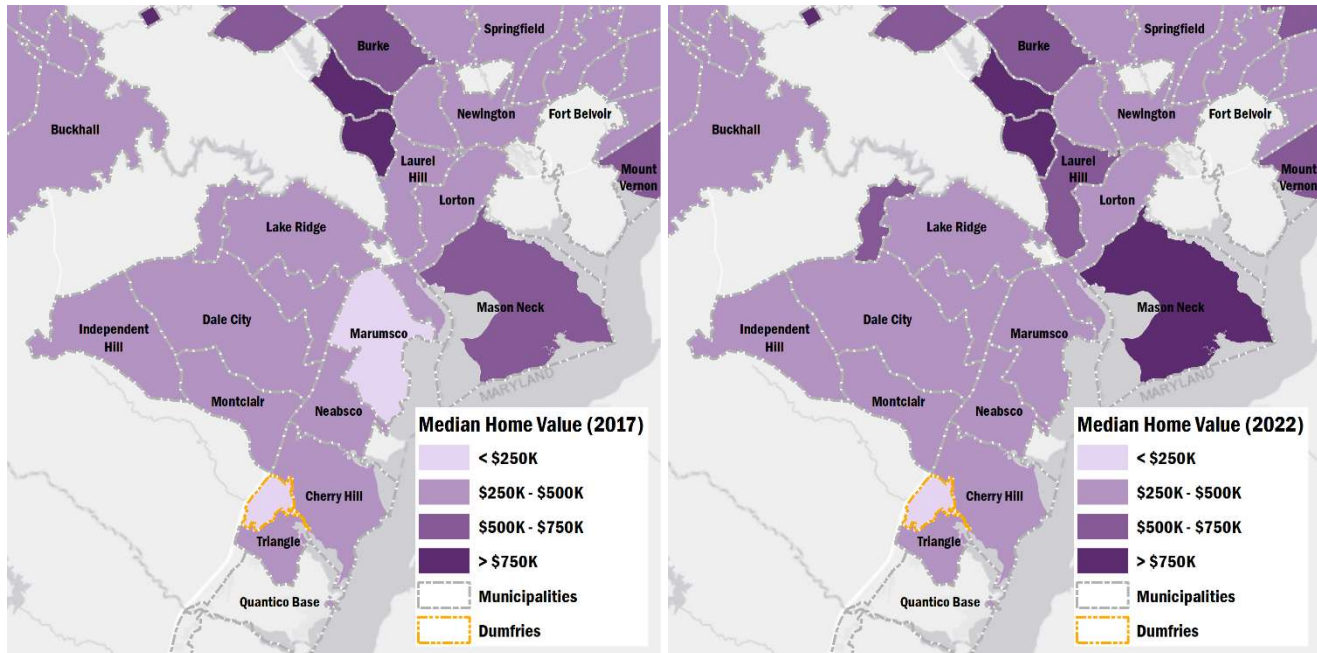 Springfield
Burke
Newington
Fort Belvoir
Buckhall
Laurel
Hill
Mount
Vernon
Lorton
Lake Ridge
Mason Neck
Dale City
Independent
Hill
Marumsco
MARYLAND
Montclair
Neabsco
Cherry Hill
Triangle
Quantico Base
Median Home Value (2017)
< $250K
$250K - $500K
$500K - $750K
> $750K
Municipalities
Dumfries
Springfield
Burke
Newington
Fort Belvoir
Buckhall
Laurel
Hill
Mount
Vernon
Lorton
Lake Ridge
Mason Neck
Dale City
Independent
Hill
Marumsco
MARYLAND
Montclair
Neabsco
Cherry Hill
Triangle
Quantico Base
Median Home Value (2022)
< $250K
$250K - $500K
$500K - $750K
> $750K
Municipalities
Dumfries